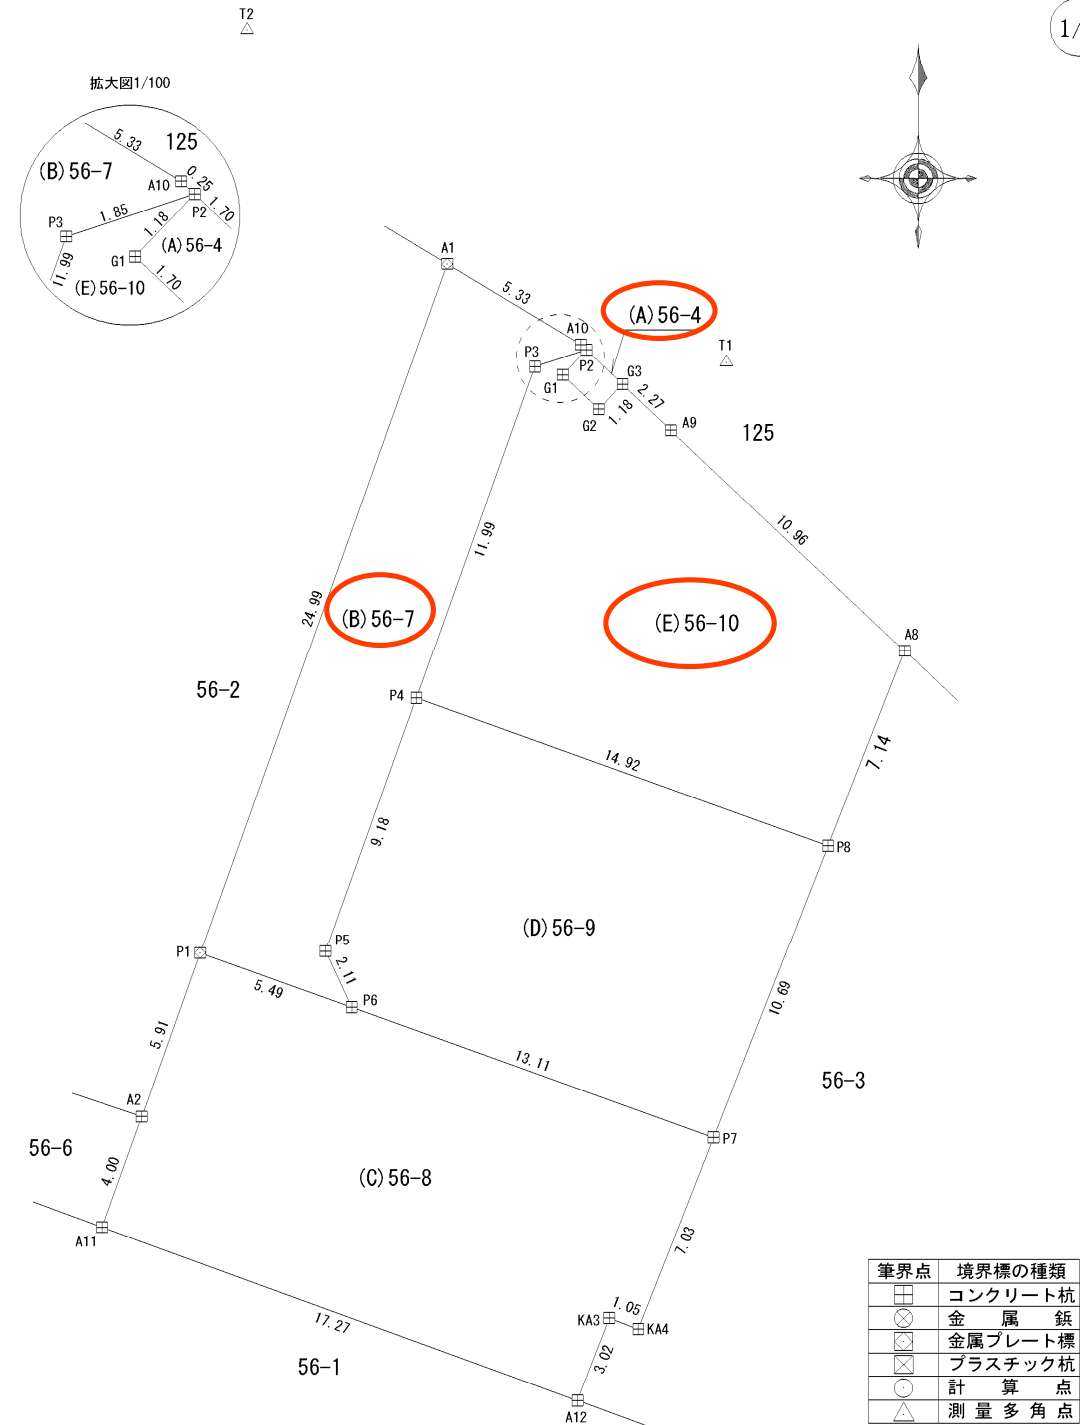 T2
1/
拡大図1/100
5.33
125
(B)56-7
A10
0.25
P2
1.70
P3
1.85
1.18
(A)56-4
G1
11.99
1.70
(E)56-10
A1
5.33
(A)56-4
A10
P2
T1
P3
G1
G3
2.27
G2
1.18
A9
125
10.96
11.99
24.99
(B)56-7
(E)56-10
A8
56-2
P4
14.92
7.14
9.18
P8
(D)56-9
P5
P1
2.11
5.49
P6
10.69
5.91
13.11
56-3
A2
P7
56-6
4.00
(C)56-8
A11
7.03
17.27
1.05
KA3
KA4
3.02
56-1
A12
筆界点 境界標の種類
コンクリート杭
金属鋲
金属プレート標
プラスチック杭
計算点
測量多角点